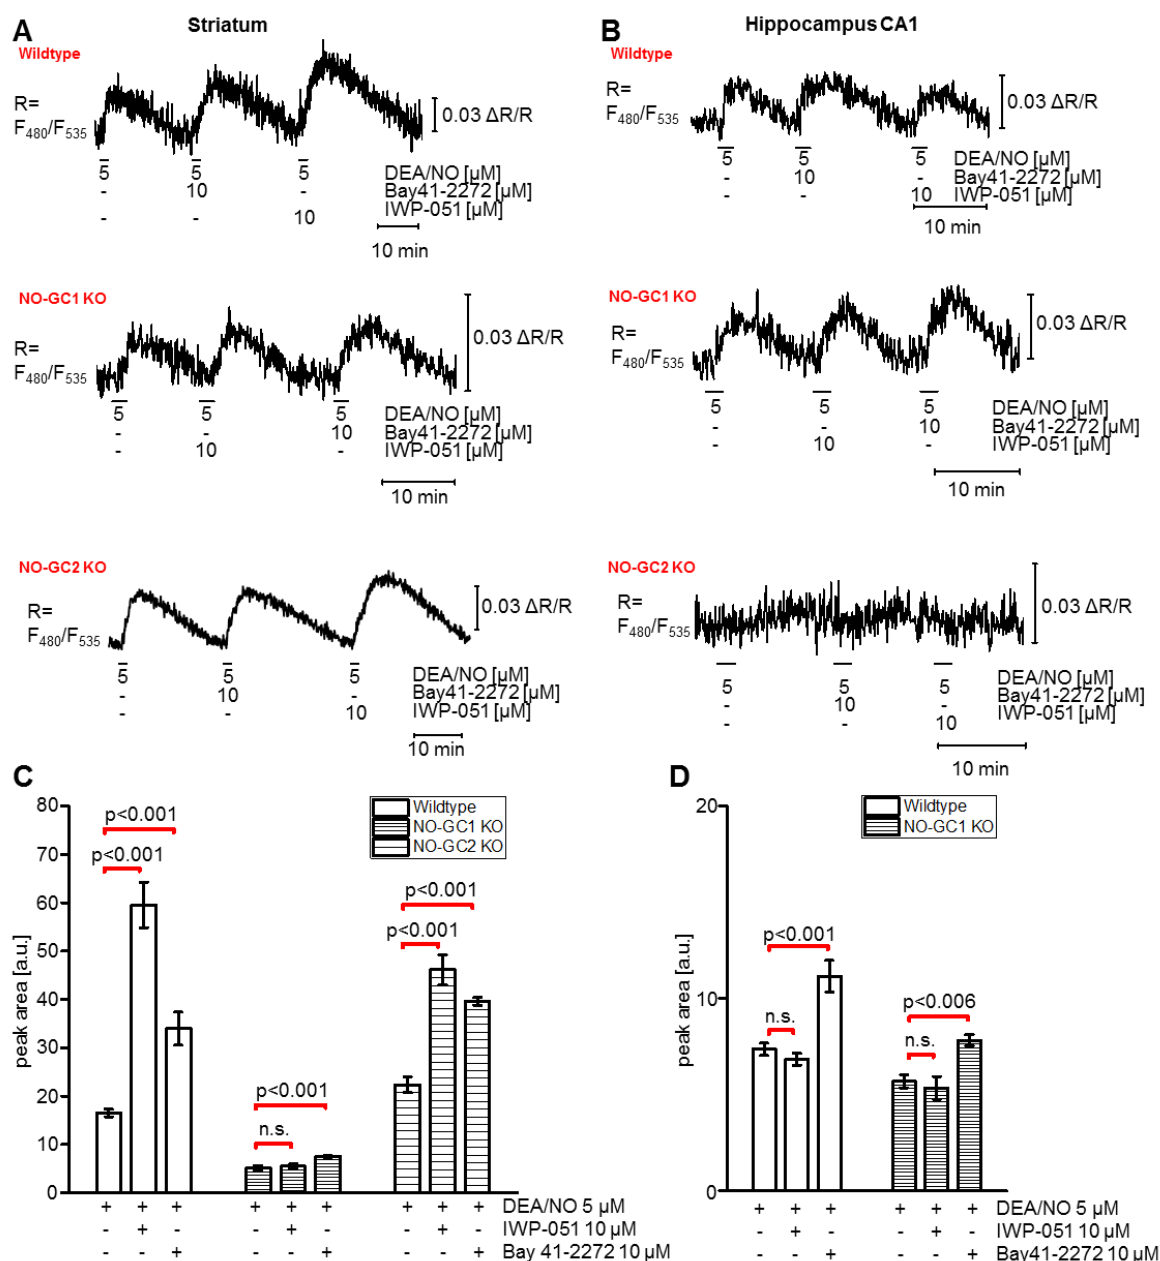 A
Striatum
Wildtype
R=
F480/F535
0.03 ΔR/R
5 5 5 DEA/NO [µM]
- 10 - Bay41-2272 [µM]
- - 10 IWP-051 [µM]
10 min
NO-GC1 KO
R=
F480/F535
0.03 ΔR/R
5 5 5 DEA/NO [µM]
- - 10 Bay41-2272 [µM]
- 10 - IWP-051 [µM]
10 min
NO-GC2 KO
R=
F480/F535
0.03 ΔR/R
5 5 5 DEA/NO [µM]
- 10 - Bay41-2272 [µM]
- - 10 IWP-051 [µM]
10 min
B
Hippocampus CA1
Wildtype
R=
F480/F535
0.03 ΔR/R
5 5 5 DEA/NO [µM]
- 10 - Bay41-2272 [µM]
- - 10 IWP-051 [µM]
10 min
NO-GC1 KO
R=
F480/F535
0.03 ΔR/R
5 5 5 DEA/NO [µM]
- - 10 Bay41-2272 [µM]
- 10 - IWP-051 [µM]
10 min
NO-GC2 KO
R=
F480/F535
0.03 ΔR/R
5 5 5 DEA/NO [µM]
- 10 - Bay41-2272 [µM]
- - 10 IWP-051 [µM]
10 min
C
peak area [a.u.]
80
70
60
50
40
30
20
10
0
Wildtype
NO-GC1 KO
NO-GC2 KO
p<0.001
p<0.001
p<0.001
n.s.
p<0.001
p<0.001
+ + + + + + + + + DEA/NO 5 µM
- + - - + - - + - IWP-051 10 µM
- - + - - + - - + Bay 41-2272 10 µM
D
peak area [a.u.]
20
10
0
Wildtype
NO-GC1 KO
p<0.001
n.s.
p<0.006
n.s.
+ + + + + + DEA/NO 5 µM
- + - - + - IWP-051 10 µM
- - + - - + Bay41-2272 10 µM